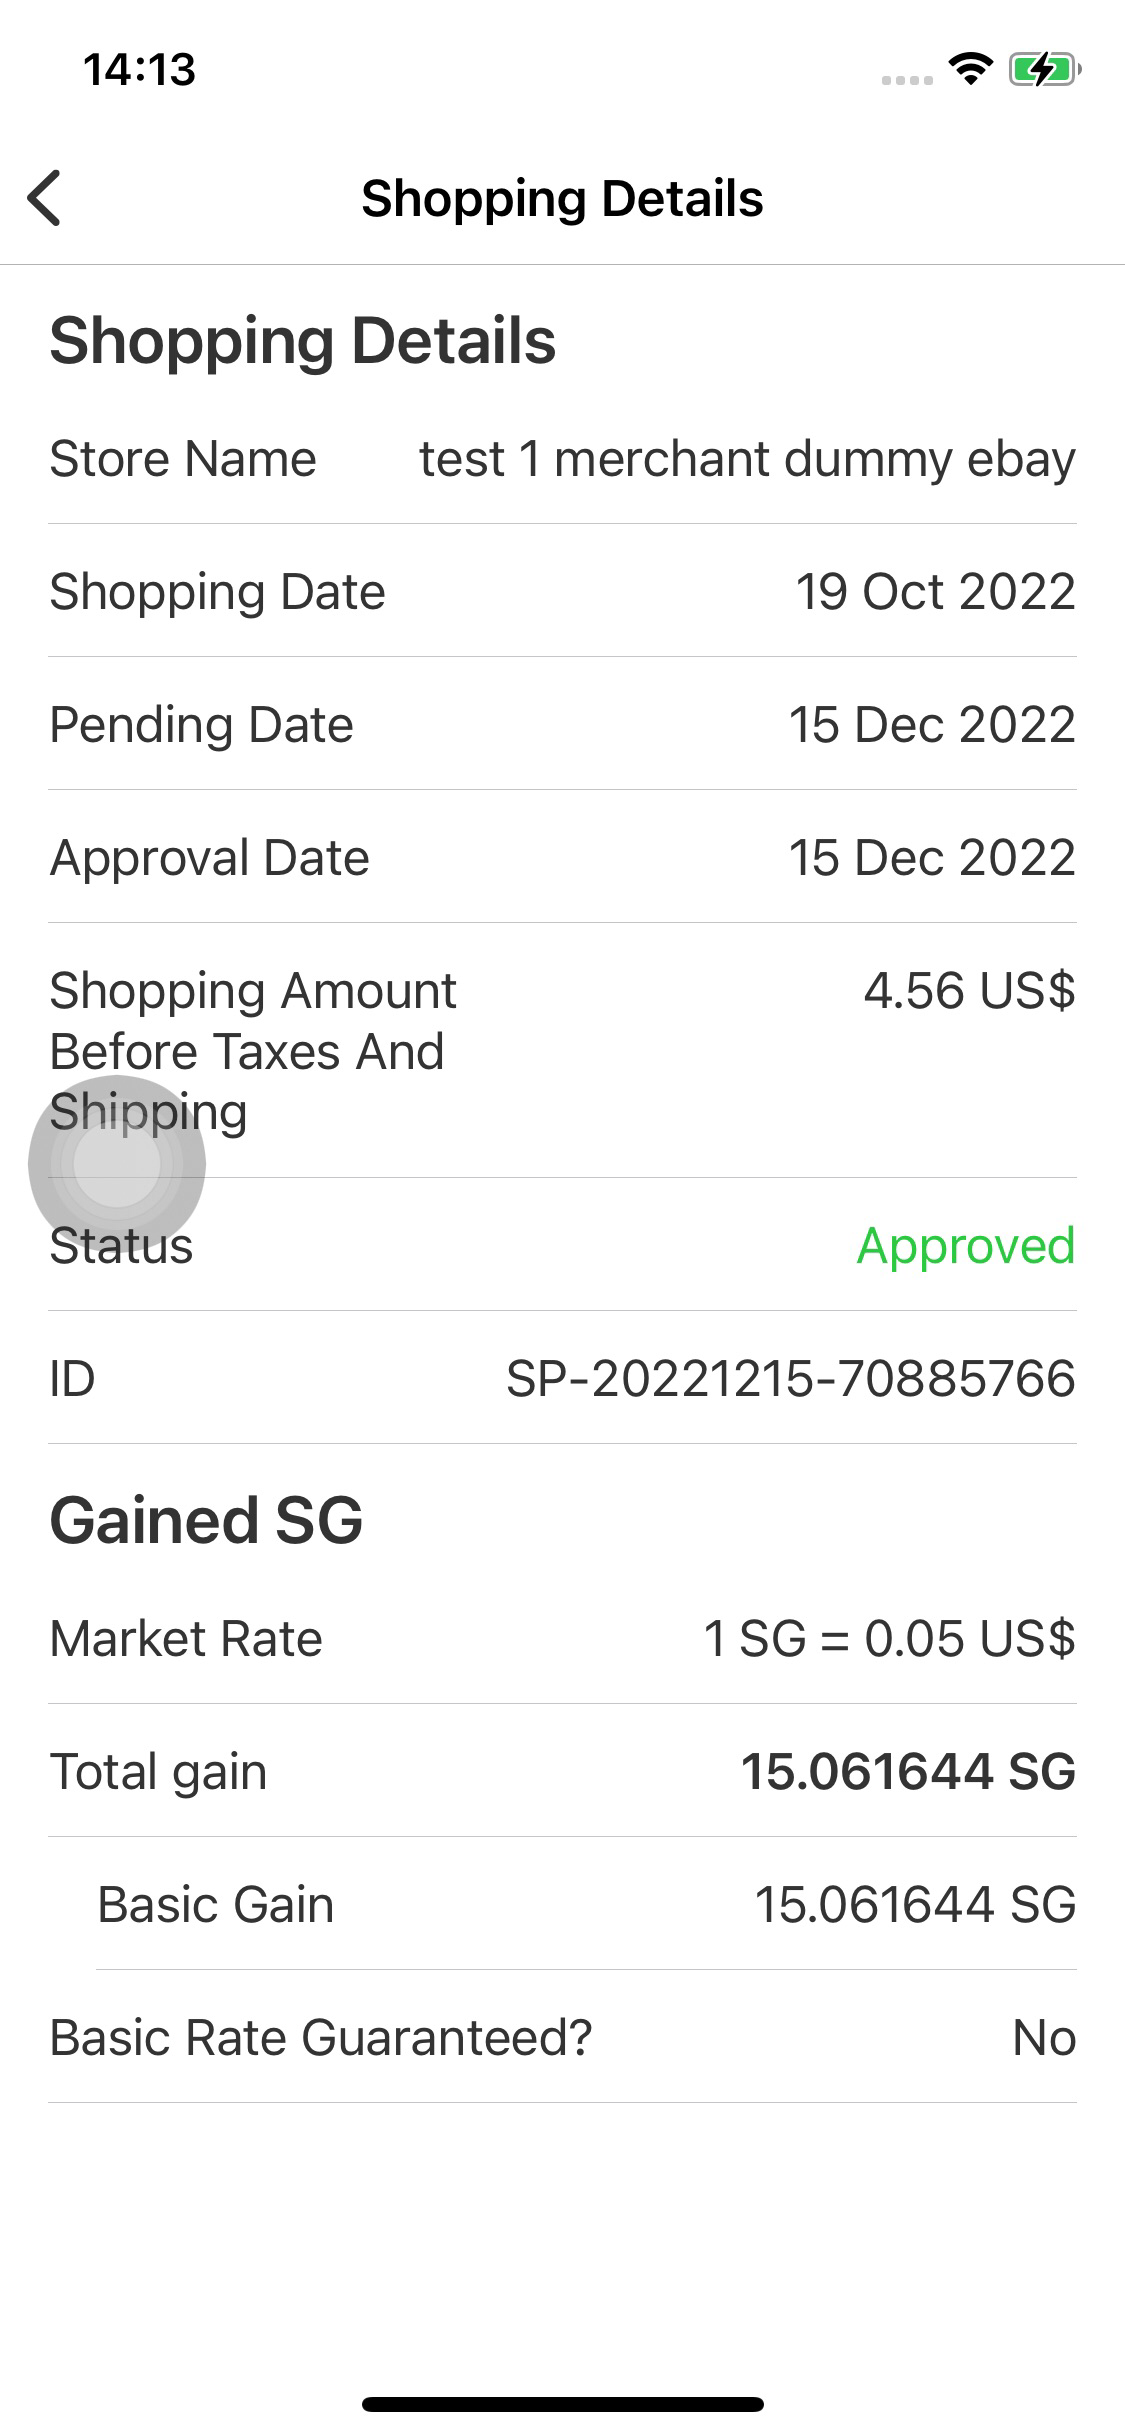 14:13
Shopping Details
Shopping Details
Store Name test 1 merchant dummy ebay
Shopping Date 19 Oct 2022
Pending Date 15 Dec 2022
Approval Date 15 Dec 2022
Shopping Amount 4.56 US$
Before Taxes And
Shipping
Status Approved
ID SP-20221215-70885766
Gained SG
Market Rate 1 SG = 0.05 US$
Total gain 15.061644 SG
Basic Gain 15.061644 SG
Basic Rate Guaranteed? No